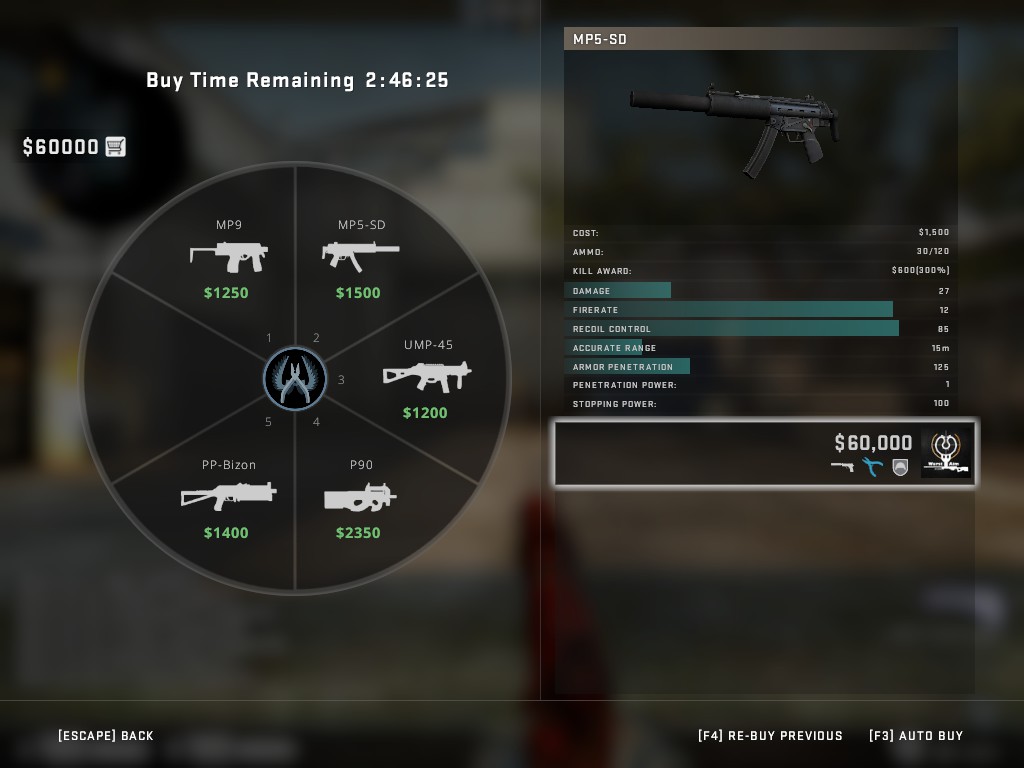 Buy Time Remaining 2:46:25
$60000
MP9
$1250
MP5-SD
$1500
1
2
UMP-45
3
$1200
5
4
PP-Bizon
$1400
P90
$2350
MP5-SD
COST: $1,500
AMMO: 30/120
KILL AWARD: $600(300%)
DAMAGE 27
FIRERATE 12
RECOIL CONTROL 85
ACCURATE RANGE 15m
ARMOR PENETRATION 125
PENETRATION POWER: 1
STOPPING POWER: 100
$60,000
Worst Aim
[ESCAPE] BACK
[F4] RE-BUY PREVIOUS
[F3] AUTO BUY